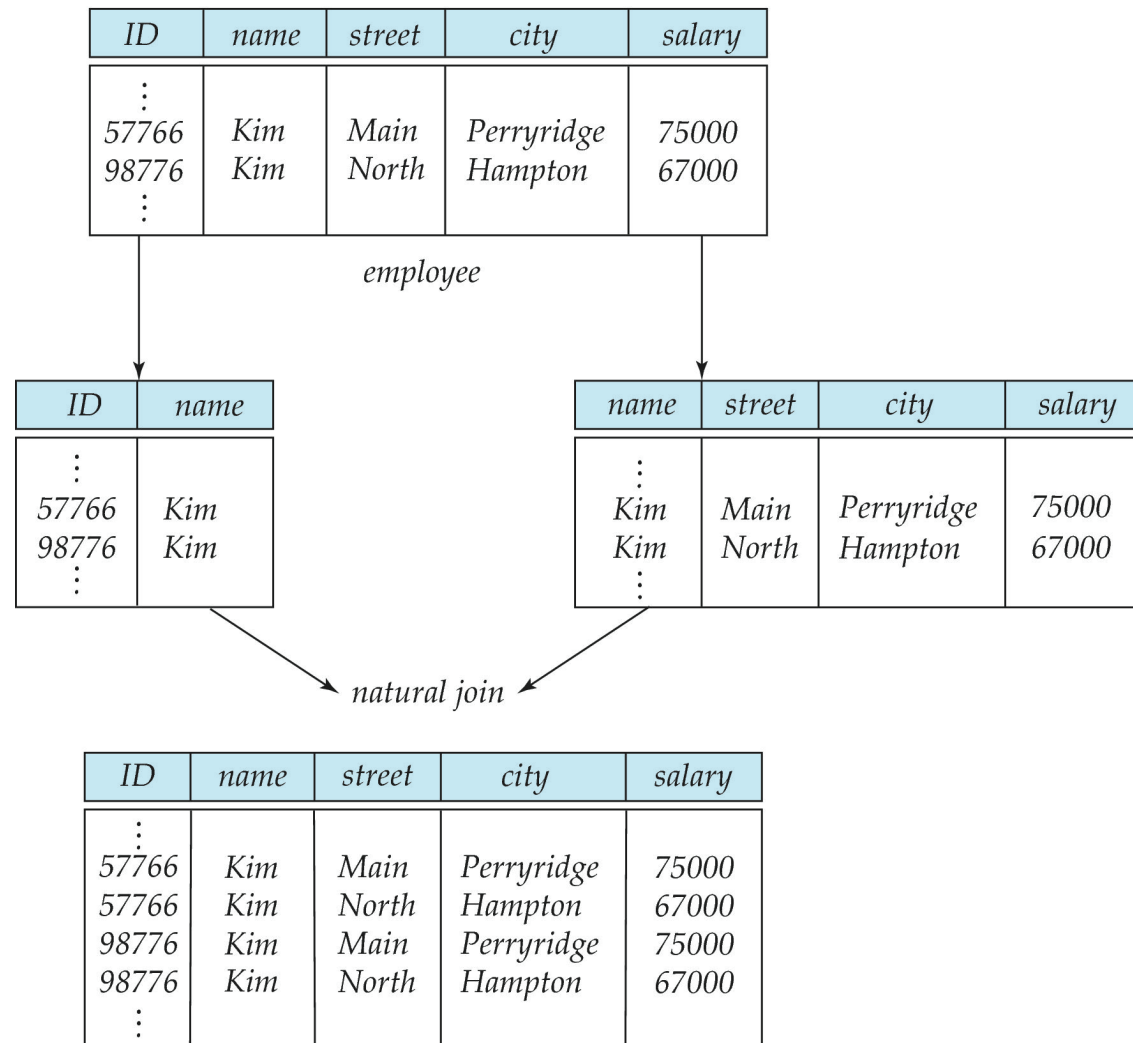 ID name street city salary
⋮
57766 Kim Main Perryridge 75000
98776 Kim North Hampton 67000
⋮
employee
ID name
⋮
57766 Kim
98776 Kim
⋮
name street city salary
⋮
Kim Main Perryridge 75000
Kim North Hampton 67000
⋮
natural join
ID name street city salary
⋮
57766 Kim Main Perryridge 75000
57766 Kim North Hampton 67000
98776 Kim Main Perryridge 75000
98776 Kim North Hampton 67000
⋮